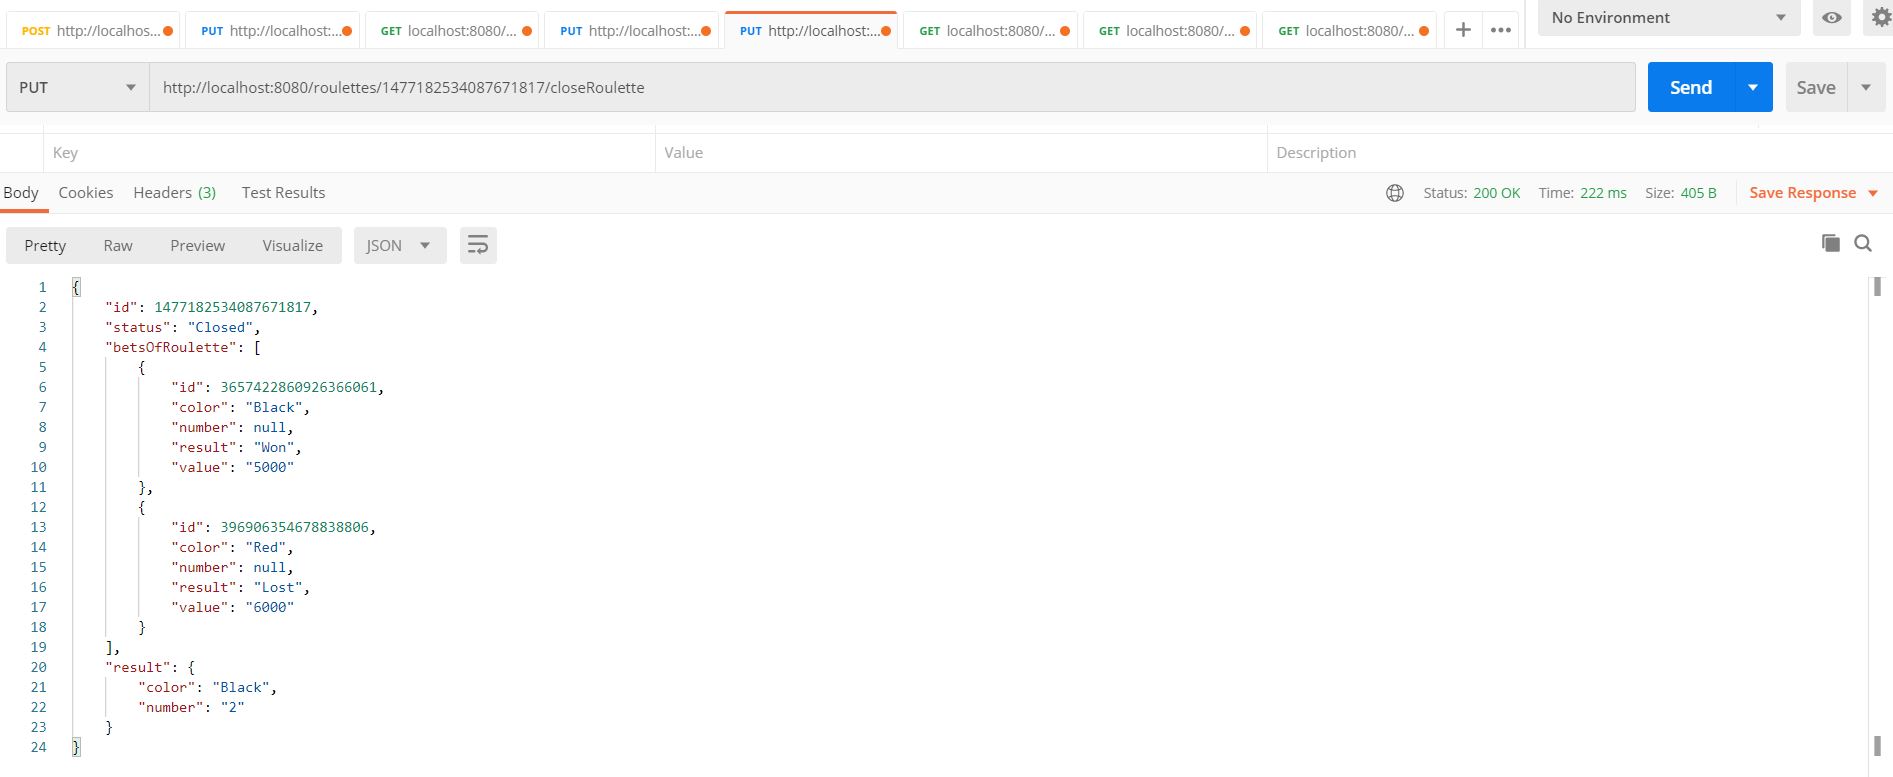 POST http://localhos... PUT http://localhost:... GET localhost:8080/... PUT http://localhost:... PUT http://localhost:... GET localhost:8080/... GET localhost:8080/... GET localhost:8080/... + ••• No Environment
PUT http://localhost:8080/roulettes/1477182534087671817/closeRoulette Send Save
Key Value Description
Body Cookies Headers (3) Test Results Status: 200 OK Time: 222 ms Size: 405 B Save Response
Pretty Raw Preview Visualize JSON
1 {
2 "id": 1477182534087671817,
3 "status": "Closed",
4 "betsOfRoulette": [
5 {
6 "id": 3657422860926366061,
7 "color": "Black",
8 "number": null,
9 "result": "Won",
10 "value": "5000"
11 },
12 {
13 "id": 396906354678838806,
14 "color": "Red",
15 "number": null,
16 "result": "Lost",
17 "value": "6000"
18 }
19 ],
20 "result": {
21 "color": "Black",
22 "number": "2"
23 }
24 }